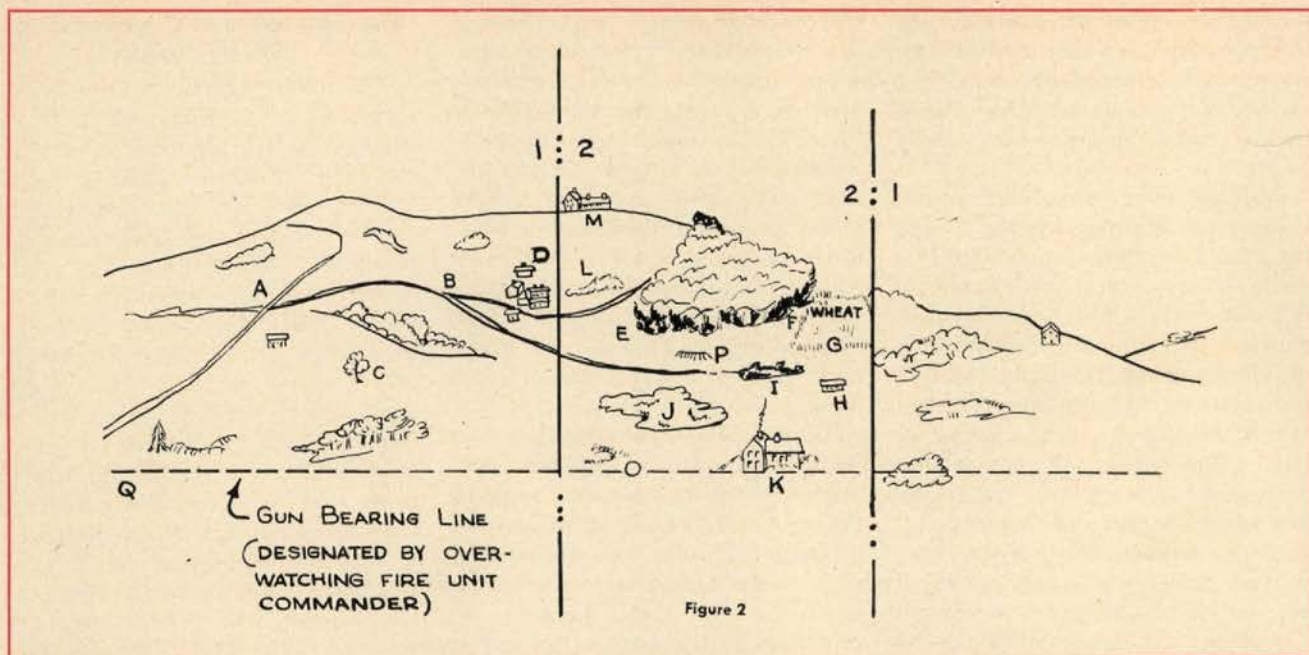 1 : 2
2 : 1
M
D
A
B
L
E
F
WHEAT
G
P
C
I
H
J
O
K
Q
GUN BEARING LINE
(DESIGNATED BY OVER-
WATCHING FIRE UNIT
COMMANDER)
Figure 2